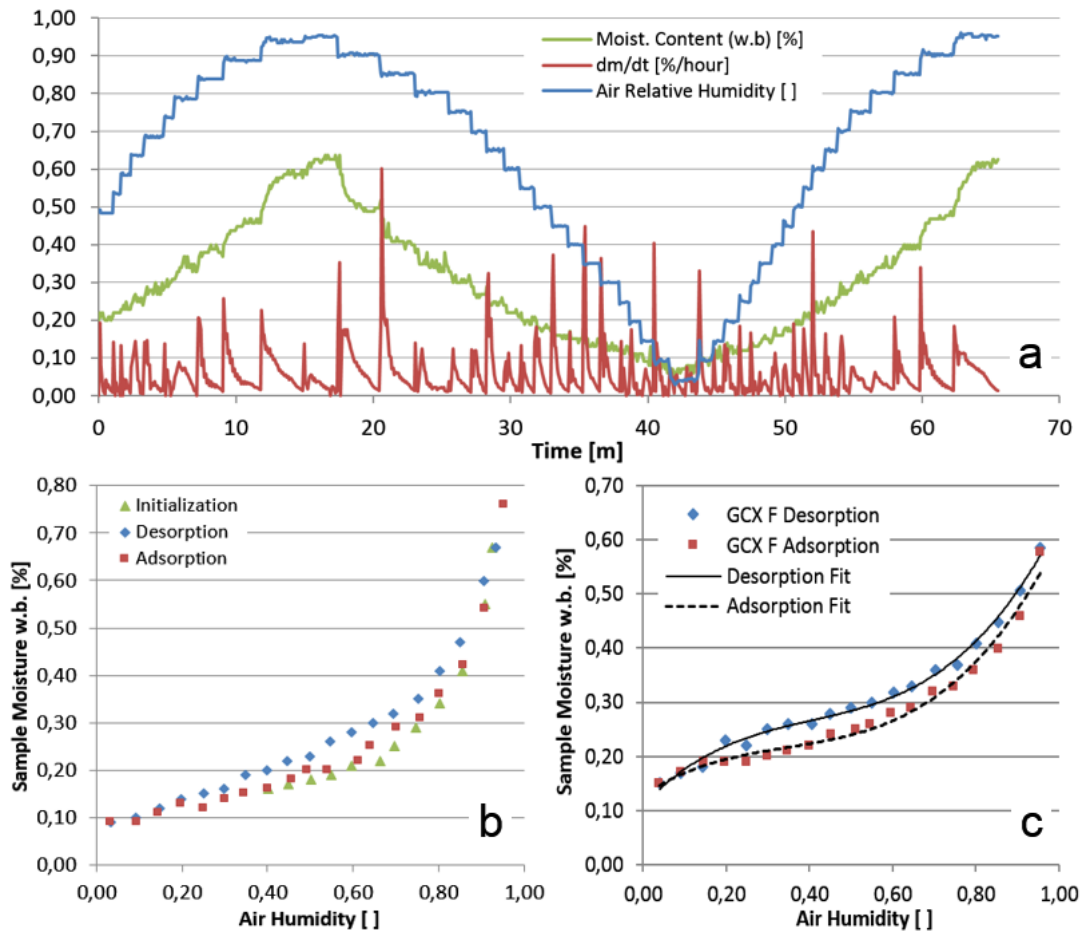 1,00
0,90
0,80
0,70
0,60
0,50
0,40
0,30
0,20
0,10
0,00
Moist. Content (w.b) [%]
dm/dt [%/hour]
Air Relative Humidity [ ]
a
0 10 20 30 40 50 60 70
Time [m]
0,80
0,70
0,60
0,50
0,40
0,30
0,20
0,10
0,00
Sample Moisture w.b. [%]
Initialization
Desorption
Adsorption
b
0,00 0,20 0,40 0,60 0,80 1,00
Air Humidity [ ]
0,70
0,60
0,50
0,40
0,30
0,20
0,10
0,00
Sample Moisture w.b. [%]
GCX F Desorption
GCX F Adsorption
Desorption Fit
Adsorption Fit
c
0,00 0,20 0,40 0,60 0,80 1,00
Air Humidity [ ]